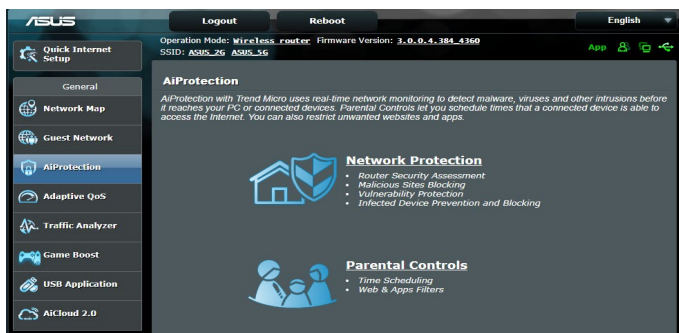 ASUS
Logout
Reboot
English
Quick Internet
Setup
Operation Mode: Wireless router Firmware Version: 3.0.0.4.384_4360
SSID: ASUS_2G ASUS_5G
App
General
Network Map
Guest Network
AiProtection
Adaptive QoS
Traffic Analyzer
Game Boost
USB Application
AiCloud 2.0
AiProtection
AiProtection with Trend Micro uses real-time network monitoring to detect malware, viruses and other intrusions before
it reaches your PC or connected devices. Parental Controls let you schedule times that a connected device is able to
access the Internet. You can also restrict unwanted websites and apps.
Network Protection
• Router Security Assessment
• Malicious Sites Blocking
• Vulnerability Protection
• Infected Device Prevention and Blocking
Parental Controls
• Time Scheduling
• Web & Apps Filters